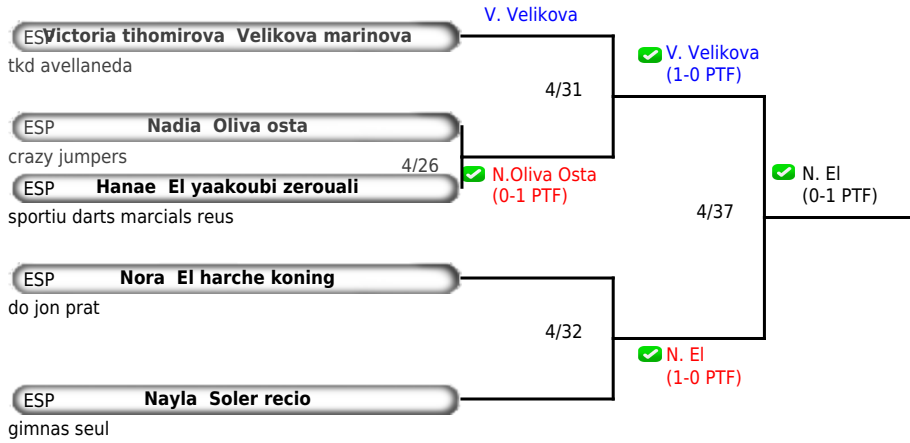 V. Velikova
ESP Victoria tihomirova Velikova marinova
tkd avellaneda
V. Velikova
(1-0 PTF)
4/31
ESP Nadia Oliva osta
crazy jumpers
4/26
N.Oliva Osta
(0-1 PTF)
ESP Hanae El yaakoubi zerouali
sportiu darts marcials reus
N. El
(0-1 PTF)
4/37
ESP Nora El harche koning
do jon prat
4/32
N. El
(1-0 PTF)
ESP Nayla Soler recio
gimnas seul